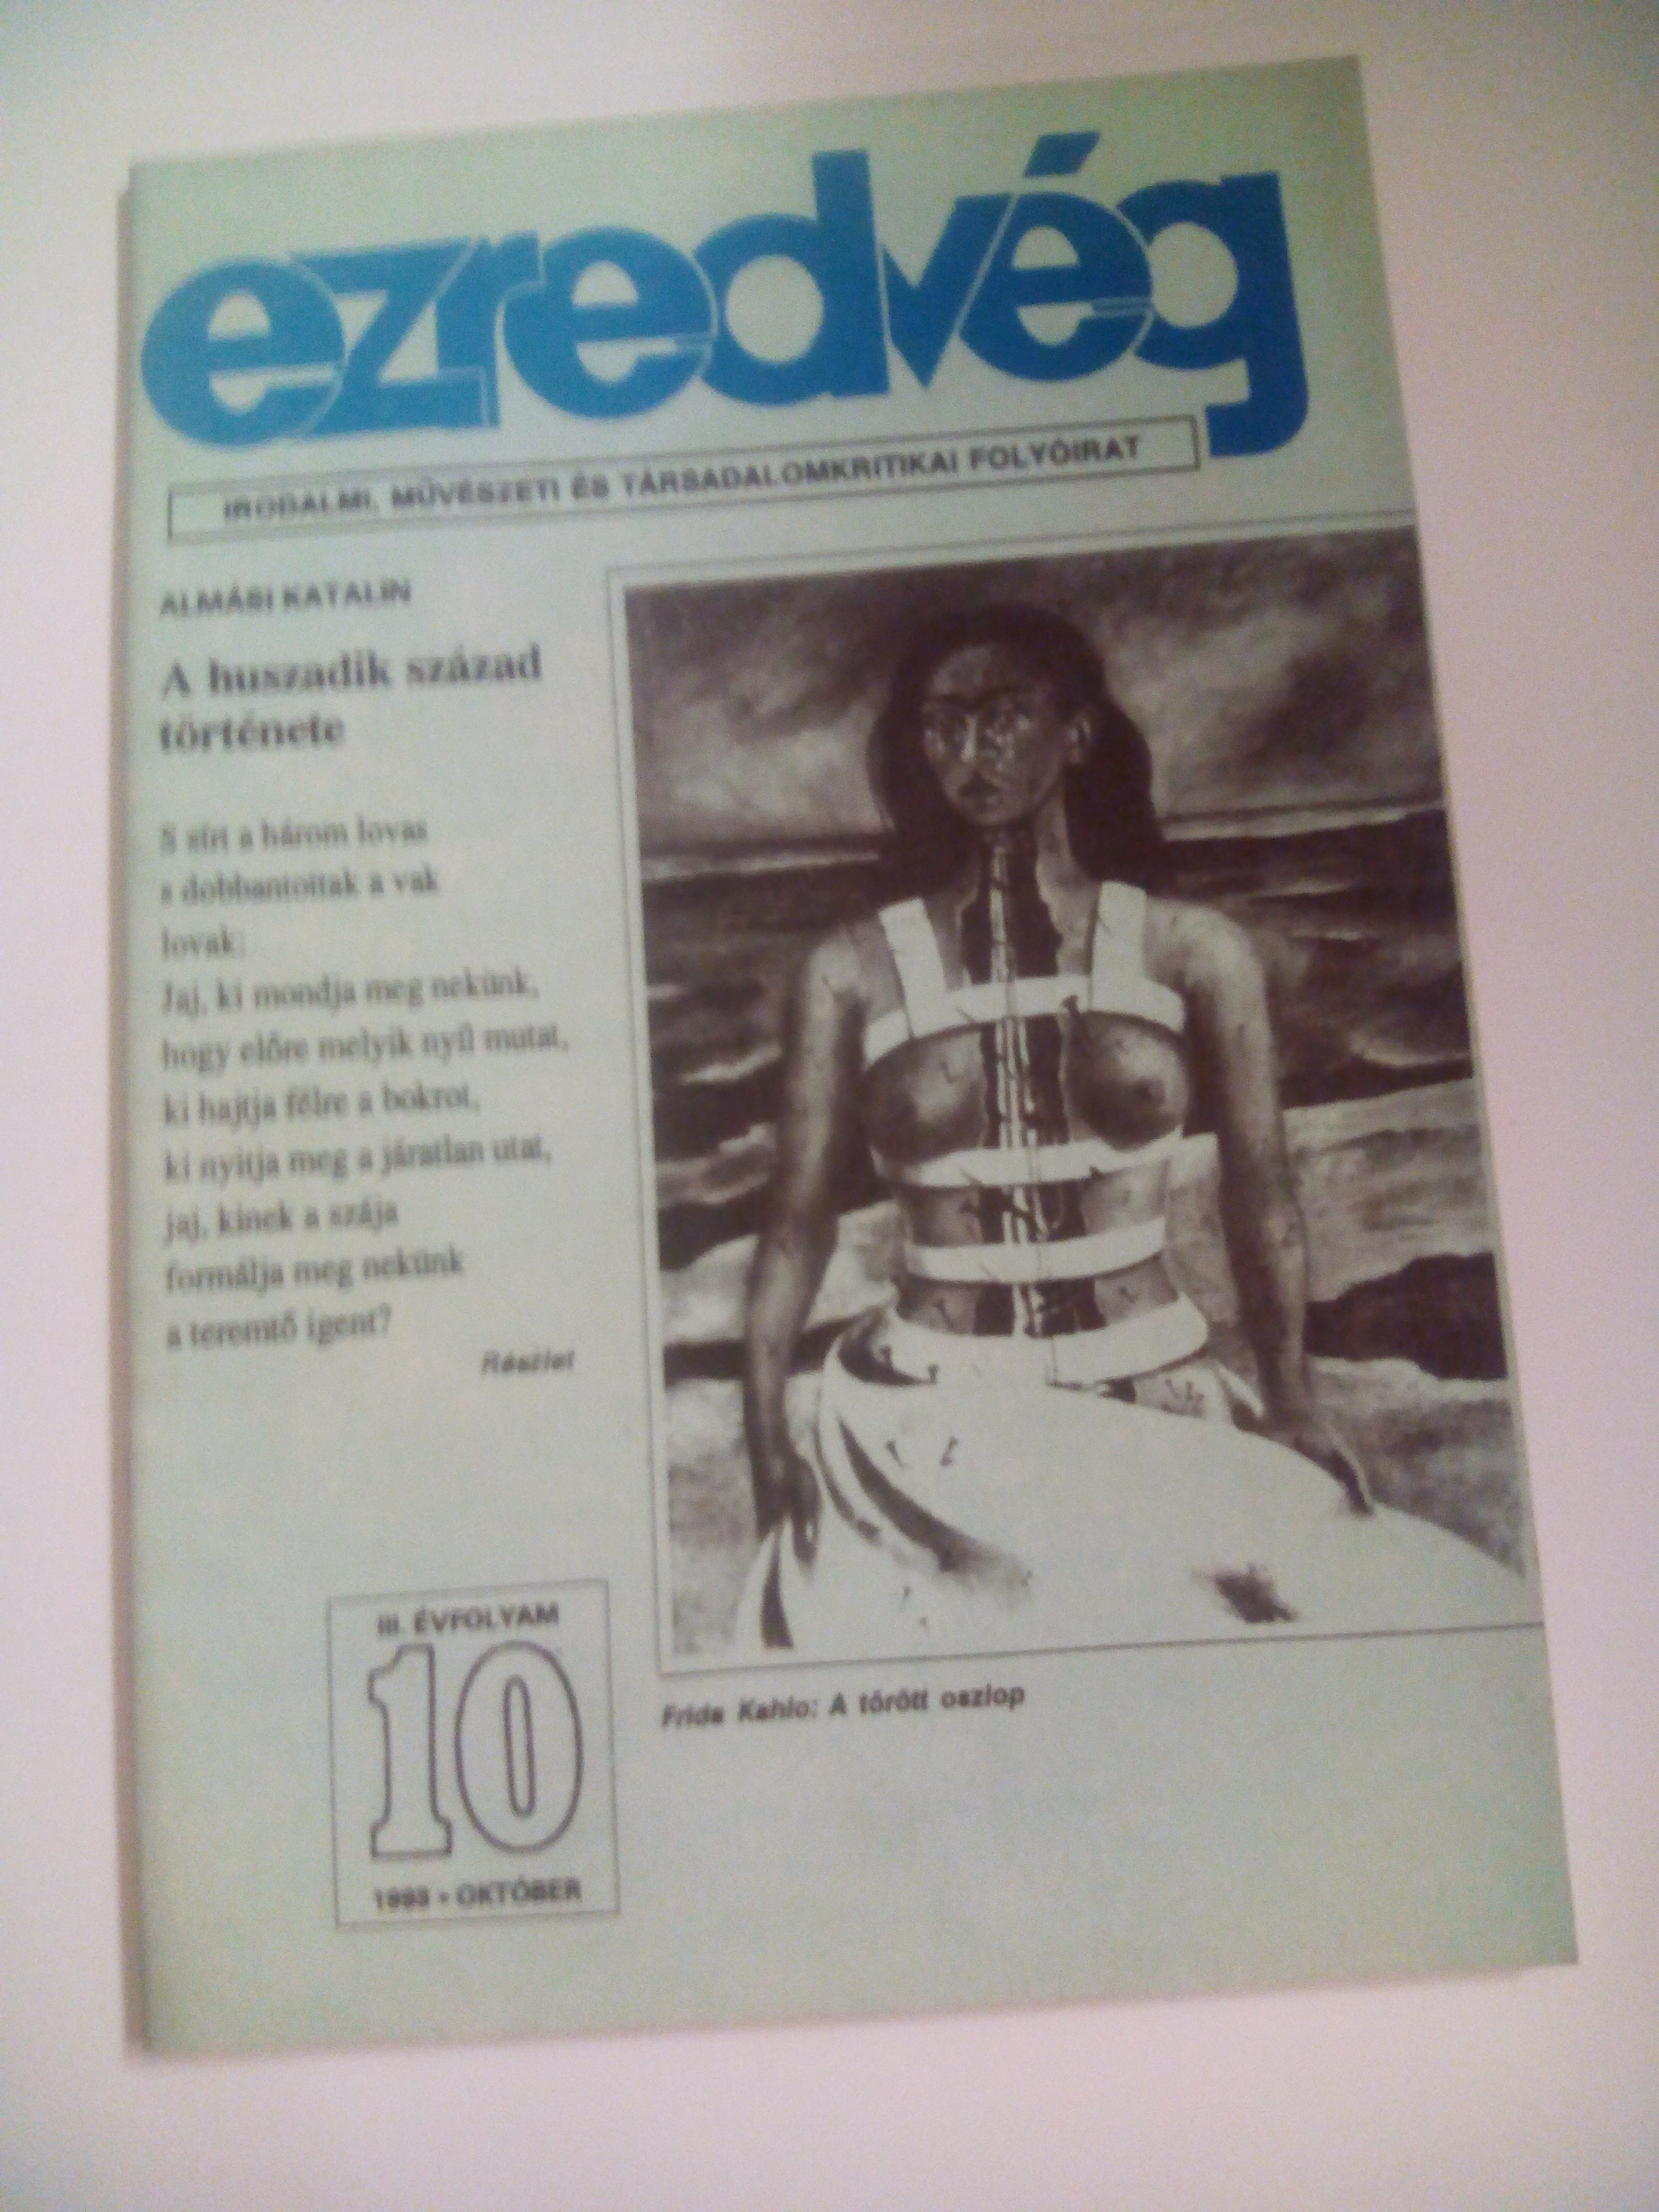 ezredvég
IRODALMI, MŰVÉSZETI ÉS TÁRSADALOMKRITIKAI FOLYÓIRAT
ALMÁSI KATALIN
A huszadik század
története
S sírt a három lovas
s dobbantottak a vak
lovak:
Jaj, ki mondja meg nekünk,
hogy előre melyik nyíl mutat,
ki hajtja félre a bokrot,
ki nyitja meg a járatlan utat,
jaj, kinek a szája
formálja meg nekünk
a teremtő igent?
Részlet
III. ÉVFOLYAM
10
1993 • OKTÓBER
Frida Kahlo: A törött oszlop